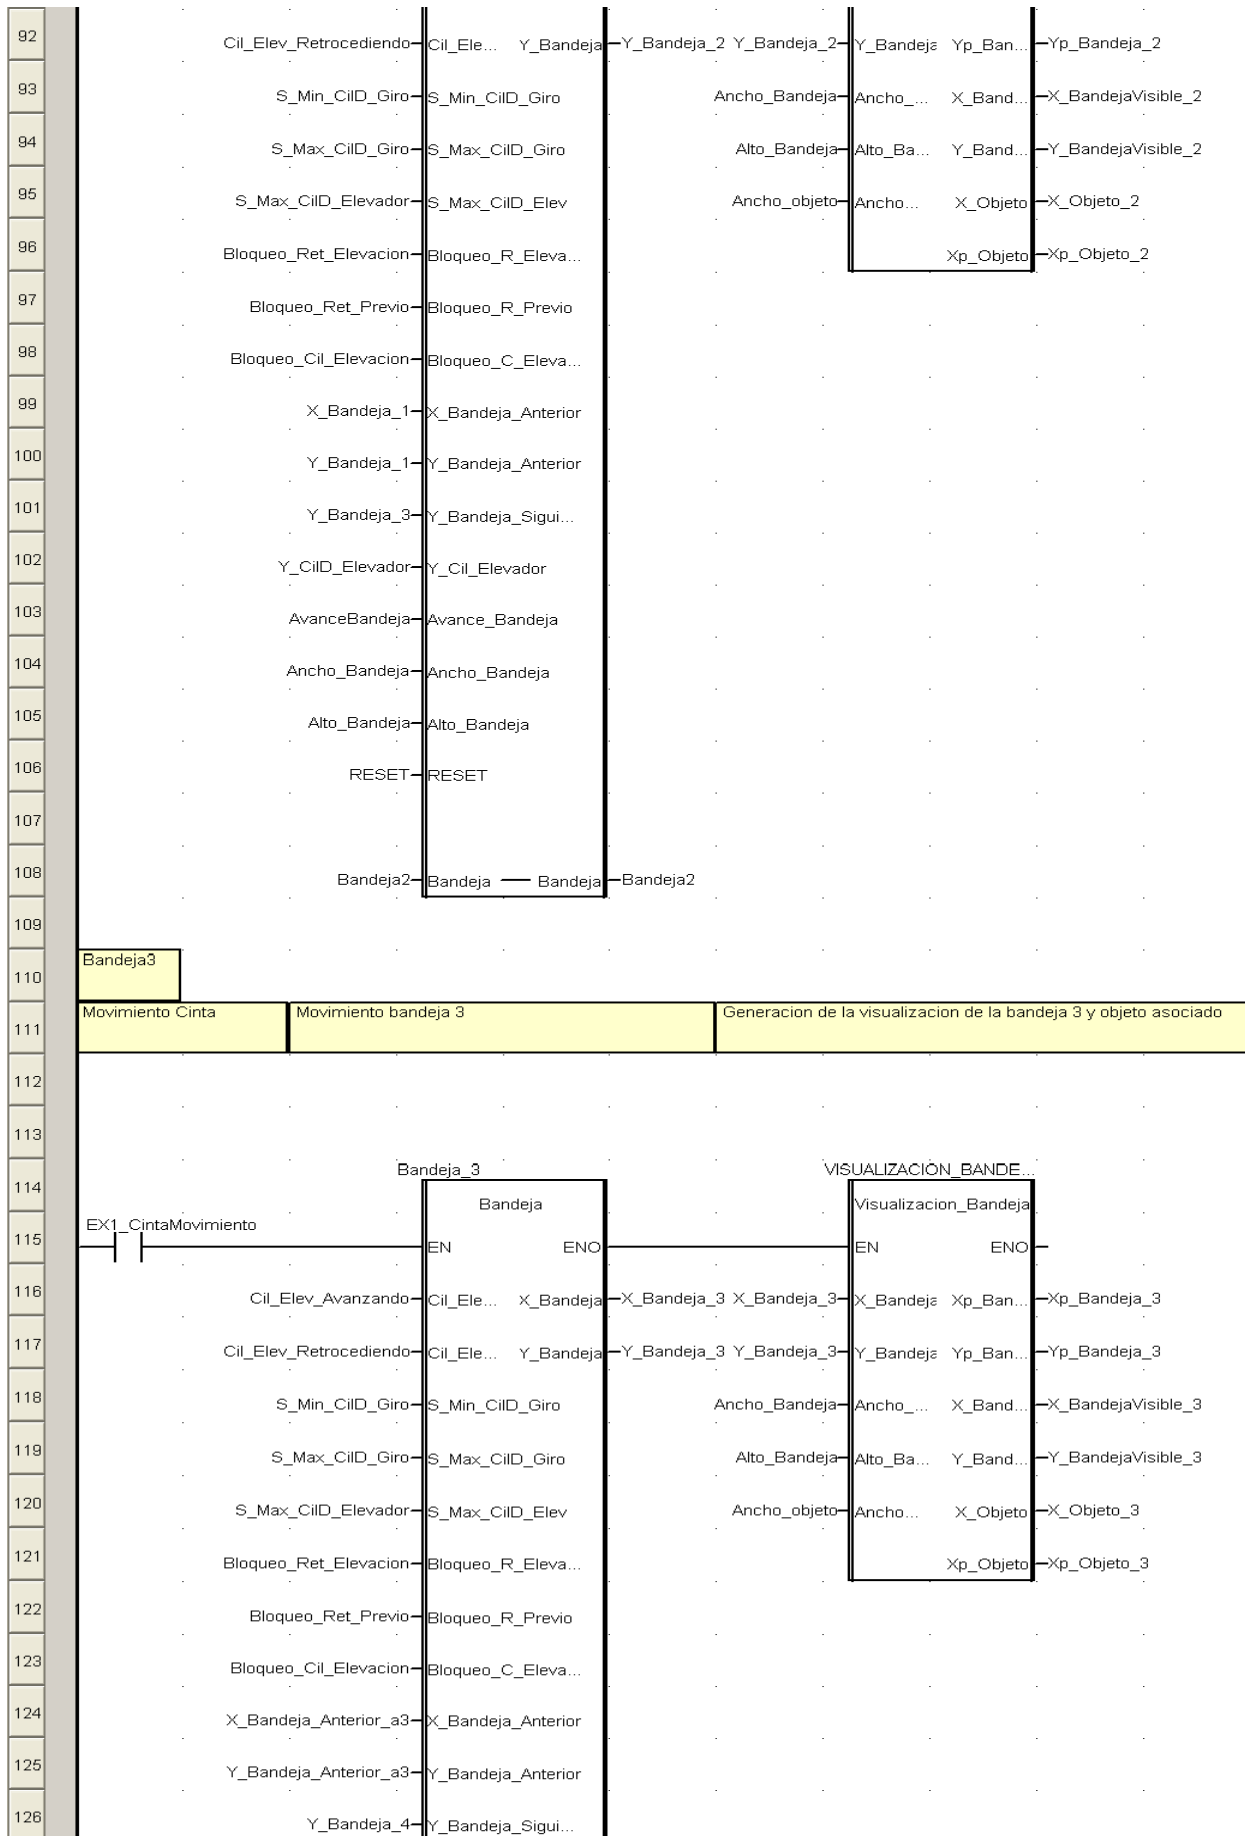 92 Cil_Elev_Retrocediendo Cil_Ele... Y_Bandeja Y_Bandeja_2 Y_Bandeja_2 Y_Bandeja Yp_Ban... Yp_Bandeja_2
93 S_Min_CilD_Giro S_Min_CilD_Giro Ancho_Bandeja Ancho_... X_Band... X_BandejaVisible_2
94 S_Max_CilD_Giro S_Max_CilD_Giro Alto_Bandeja Alto_Ba... Y_Band... Y_BandejaVisible_2
95 S_Max_CilD_Elevador S_Max_CilD_Elev Ancho_objeto Ancho... X_Objeto X_Objeto_2
96 Bloqueo_Ret_Elevacion Bloqueo_R_Eleva... Xp_Objeto Xp_Objeto_2
97 Bloqueo_Ret_Previo Bloqueo_R_Previo
98 Bloqueo_Cil_Elevacion Bloqueo_C_Eleva...
99 X_Bandeja_1 X_Bandeja_Anterior
100 Y_Bandeja_1 Y_Bandeja_Anterior
101 Y_Bandeja_3 Y_Bandeja_Sigui...
102 Y_CilD_Elevador Y_Cil_Elevador
103 AvanceBandeja Avance_Bandeja
104 Ancho_Bandeja Ancho_Bandeja
105 Alto_Bandeja Alto_Bandeja
106 RESET RESET
107
108 Bandeja2 Bandeja Bandeja Bandeja2
109
110 Bandeja3
111 Movimiento Cinta Movimiento bandeja 3 Generacion de la visualizacion de la bandeja 3 y objeto asociado
112
113
Bandeja_3 VISUALIZACION_BANDE...
114 Bandeja Visualizacion_Bandeja
EX1_CintaMovimiento
115 EN ENO EN ENO
116 Cil_Elev_Avanzando Cil_Ele... X_Bandeja X_Bandeja_3 X_Bandeja_3 X_Bandeja Xp_Ban... Xp_Bandeja_3
117 Cil_Elev_Retrocediendo Cil_Ele... Y_Bandeja Y_Bandeja_3 Y_Bandeja_3 Y_Bandeja Yp_Ban... Yp_Bandeja_3
118 S_Min_CilD_Giro S_Min_CilD_Giro Ancho_Bandeja Ancho_... X_Band... X_BandejaVisible_3
119 S_Max_CilD_Giro S_Max_CilD_Giro Alto_Bandeja Alto_Ba... Y_Band... Y_BandejaVisible_3
120 S_Max_CilD_Elevador S_Max_CilD_Elev Ancho_objeto Ancho... X_Objeto X_Objeto_3
121 Bloqueo_Ret_Elevacion Bloqueo_R_Eleva... Xp_Objeto Xp_Objeto_3
122 Bloqueo_Ret_Previo Bloqueo_R_Previo
123 Bloqueo_Cil_Elevacion Bloqueo_C_Eleva...
124 X_Bandeja_Anterior_a3 X_Bandeja_Anterior
125 Y_Bandeja_Anterior_a3 Y_Bandeja_Anterior
126 Y_Bandeja_4 Y_Bandeja_Sigui...